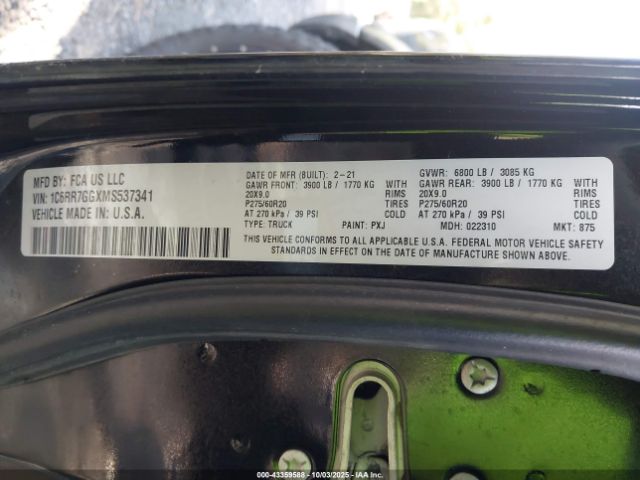 MFD BY: FCA US LLC
VIN: 1C6RR7GGXMS537341
VEHICLE MADE IN U.S.A.
DATE OF MFR (BUILT): 2-21 GVWR: 6800 LB / 3085 KG
GAWR FRONT: 3900 LB / 1770 KG WITH GAWR REAR: 3900 LB / 1770 KG WITH
20X9.0 RIMS 20X9.0 RIMS
P275/60R20 TIRES P275/60R20 TIRES
AT 270 kPa / 39 PSI COLD AT 270 kPa / 39 PSI COLD
TYPE: TRUCK PAINT: PXJ MDH: 022310 MKT: 875
THIS VEHICLE CONFORMS TO ALL APPLICABLE U.S.A. FEDERAL MOTOR VEHICLE SAFETY
STANDARDS IN EFFECT ON THE DATE OF MANUFACTURE SHOWN ABOVE.
000-43359588 - 10/03/2025 - IAAI.com